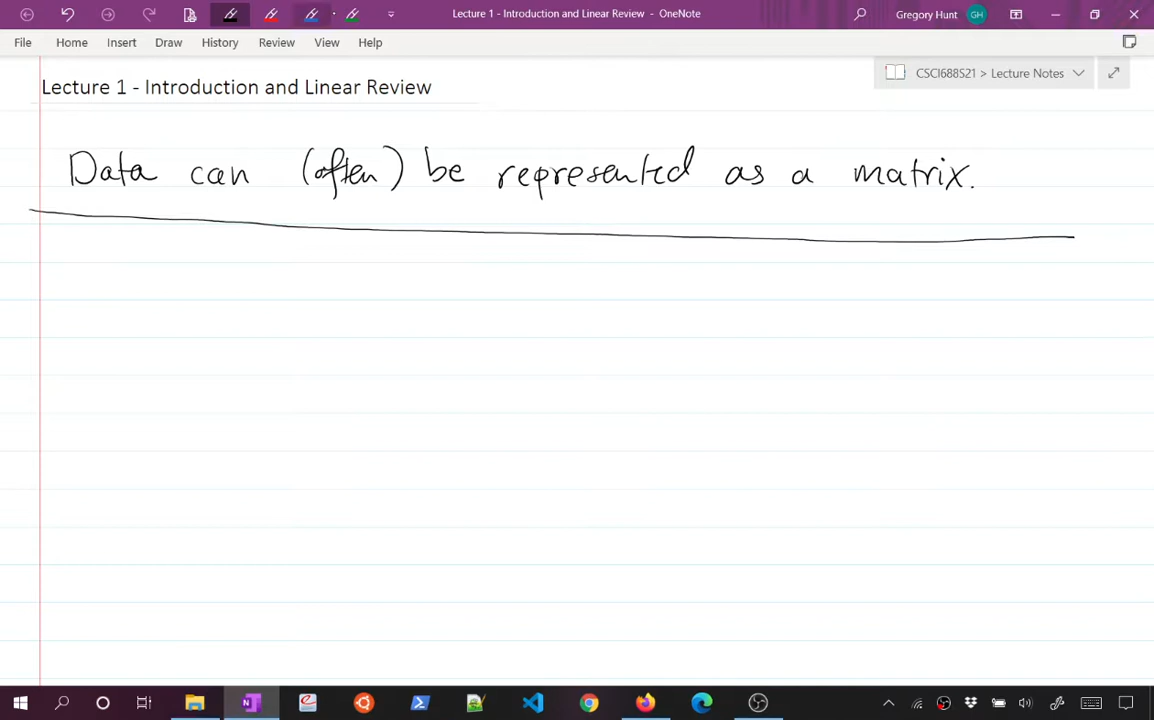 Lecture 1 - Introduction and Linear Review - OneNote
Gregory Hunt GH
File Home Insert Draw History Review View Help
CSCI688S21 > Lecture Notes
Lecture 1 - Introduction and Linear Review
Data can (often) be represented as a matrix.